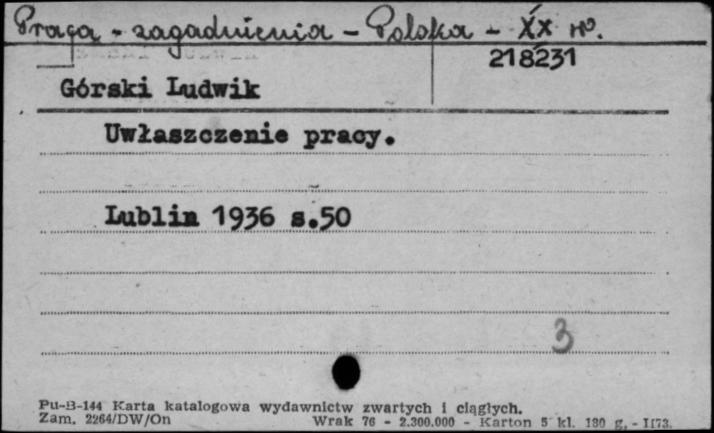 Praca - zagadnienia - Polska - XX w.
218231
Górski Ludwik
Uwłaszczenie pracy.
Lublin 1936 s.50
3
Pu-B-144 Karta katalogowa wydawnictw zwartych i ciągłych.
Zam. 2264/DW/On Wrak 76 - 2.300.000 - Karton 5 kl. 180 g. - II73.